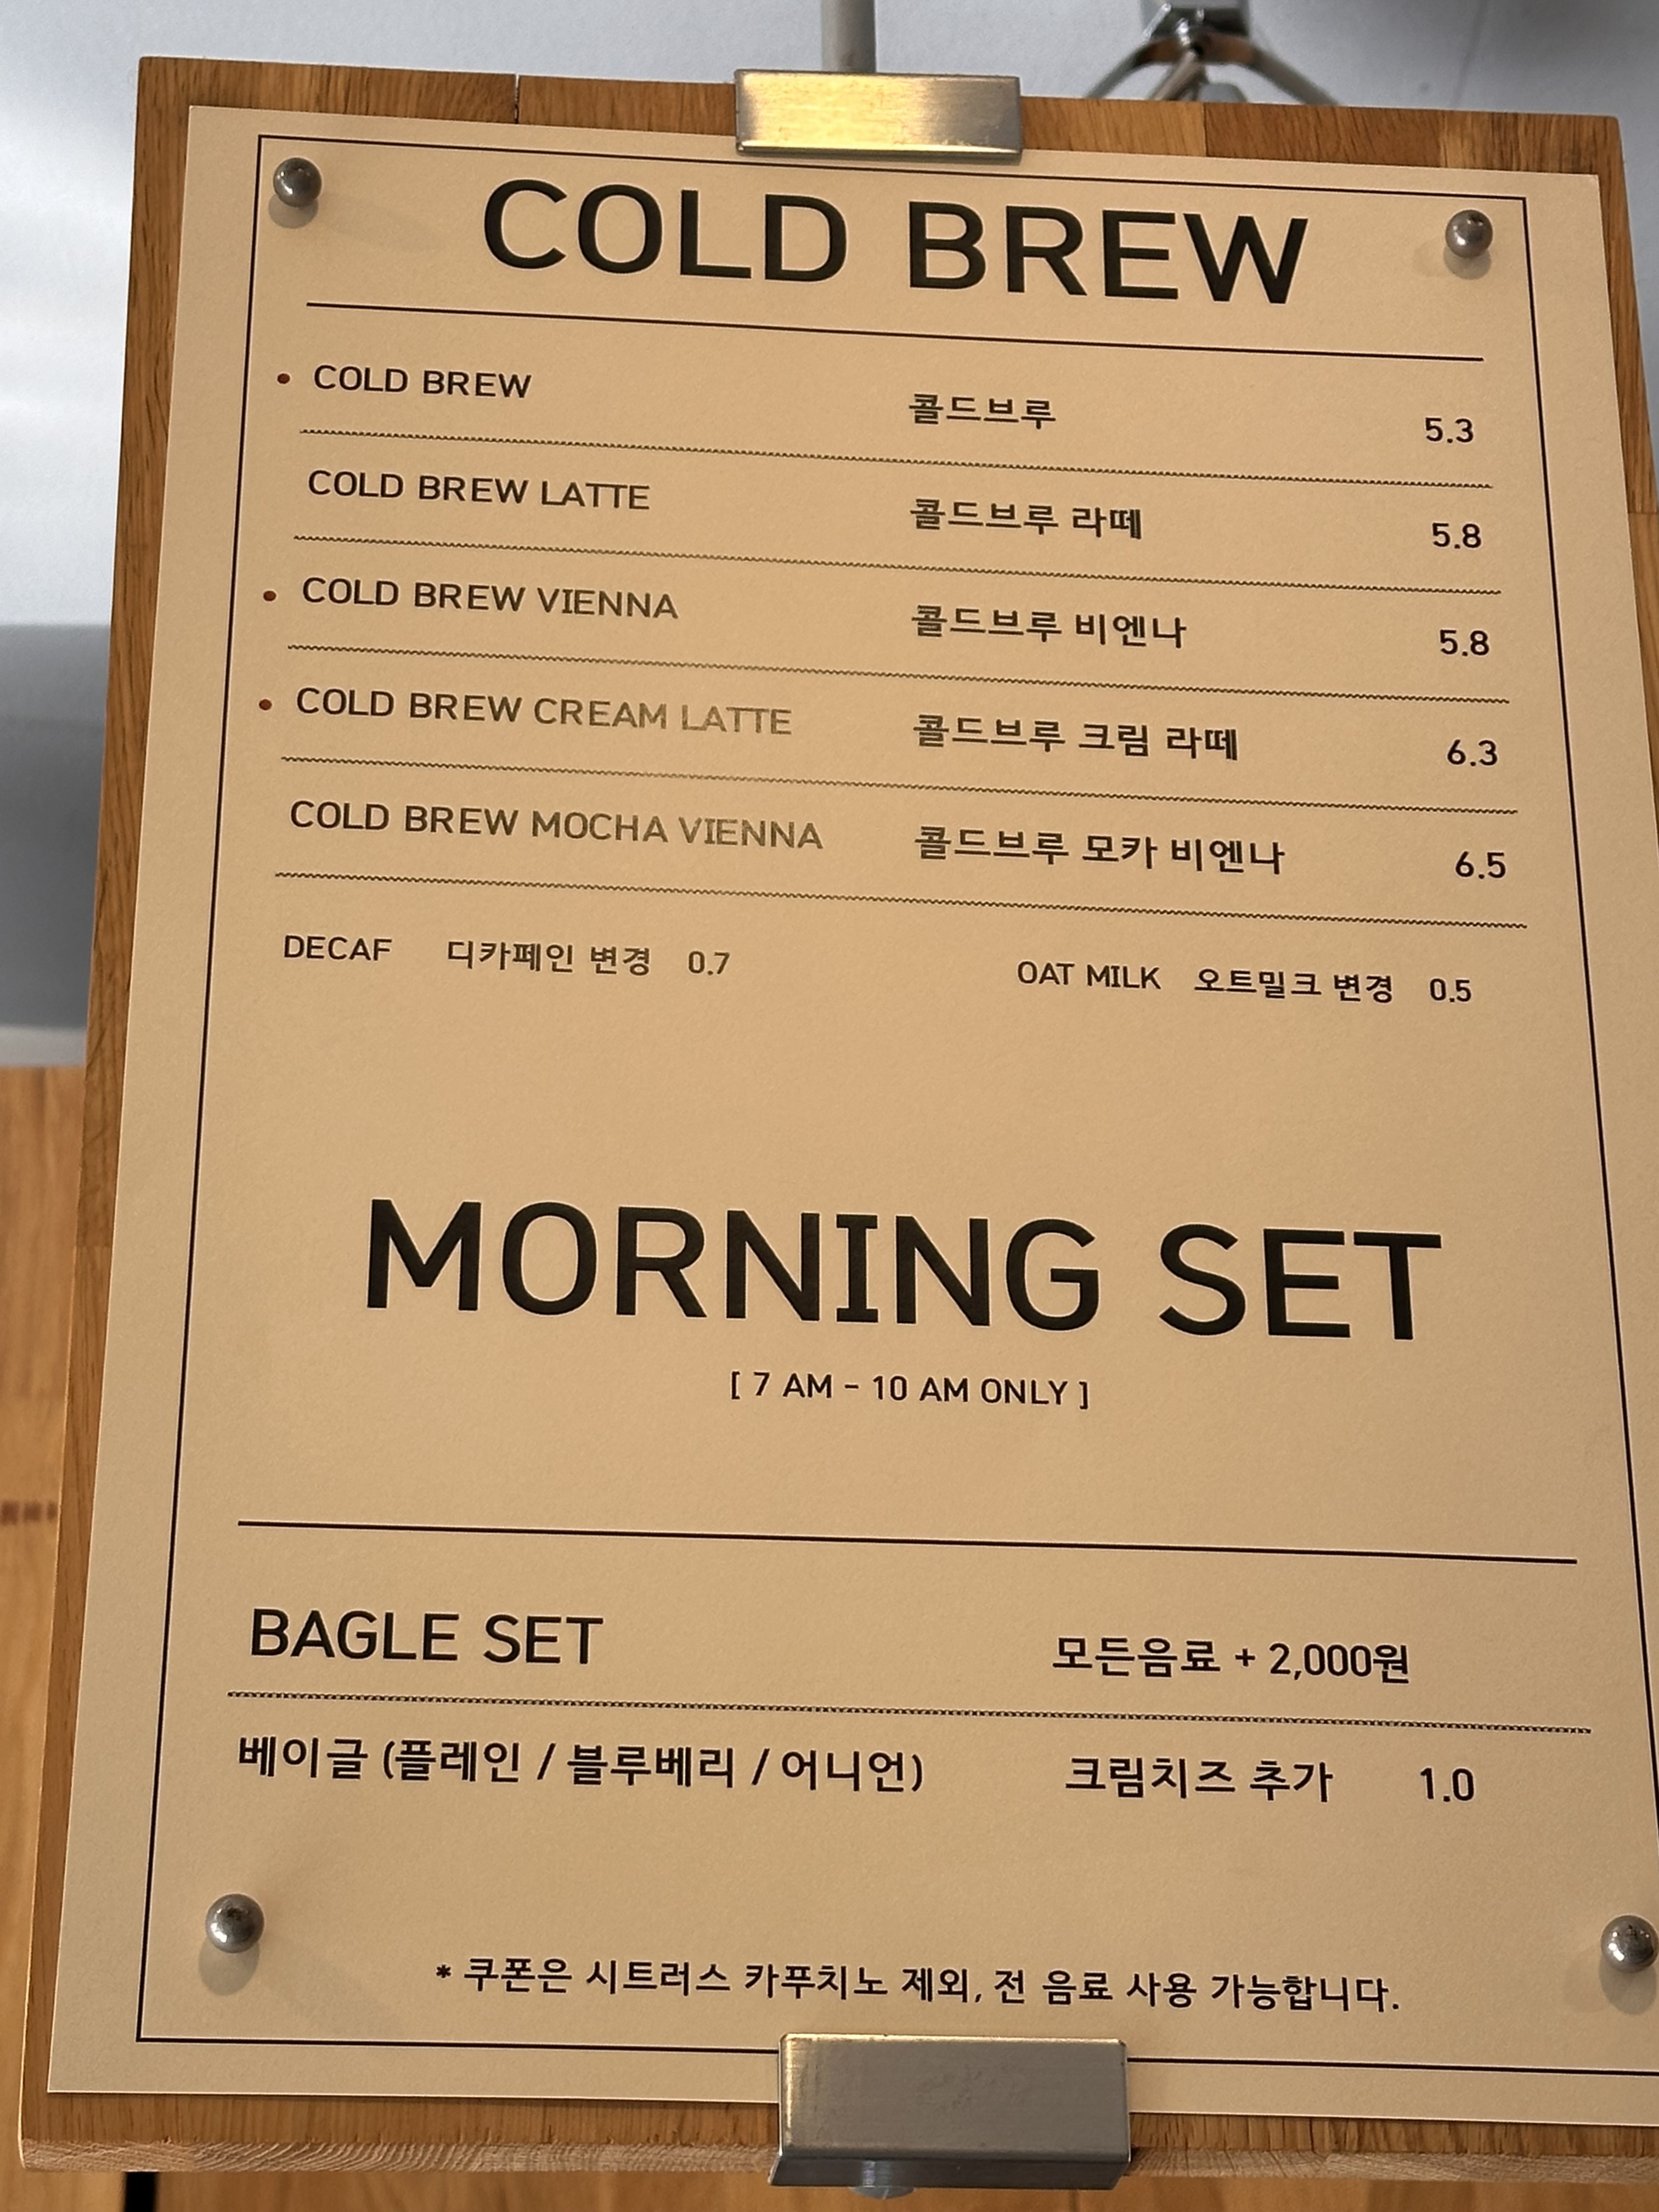 COLD BREW
• COLD BREW 콜드브루 5.3
COLD BREW LATTE 콜드브루 라떼 5.8
• COLD BREW VIENNA 콜드브루 비엔나 5.8
• COLD BREW CREAM LATTE 콜드브루 크림 라떼 6.3
COLD BREW MOCHA VIENNA 콜드브루 모카 비엔나 6.5
DECAF 디카페인 변경 0.7 OAT MILK 오트밀크 변경 0.5
MORNING SET
[ 7 AM - 10 AM ONLY ]
BAGLE SET 모든음료 + 2,000원
베이글 (플레인 / 블루베리 / 어니언) 크림치즈 추가 1.0
* 쿠폰은 시트러스 카푸치노 제외, 전 음료 사용 가능합니다.